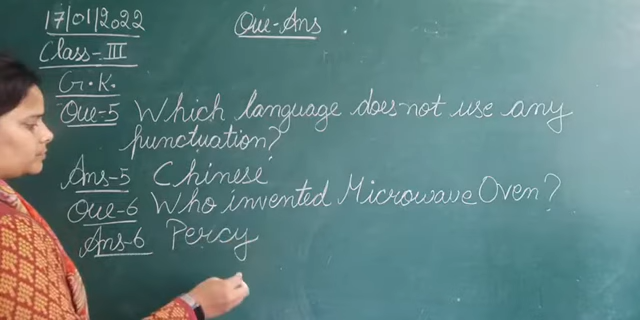 17/01/2022
Que-Ans
Class-III
G.K.
Que-5 Which language does not use any
punctuation?
Ans-5 Chinese
Que-6 Who invented Microwave Oven?
Ans-6 Percy